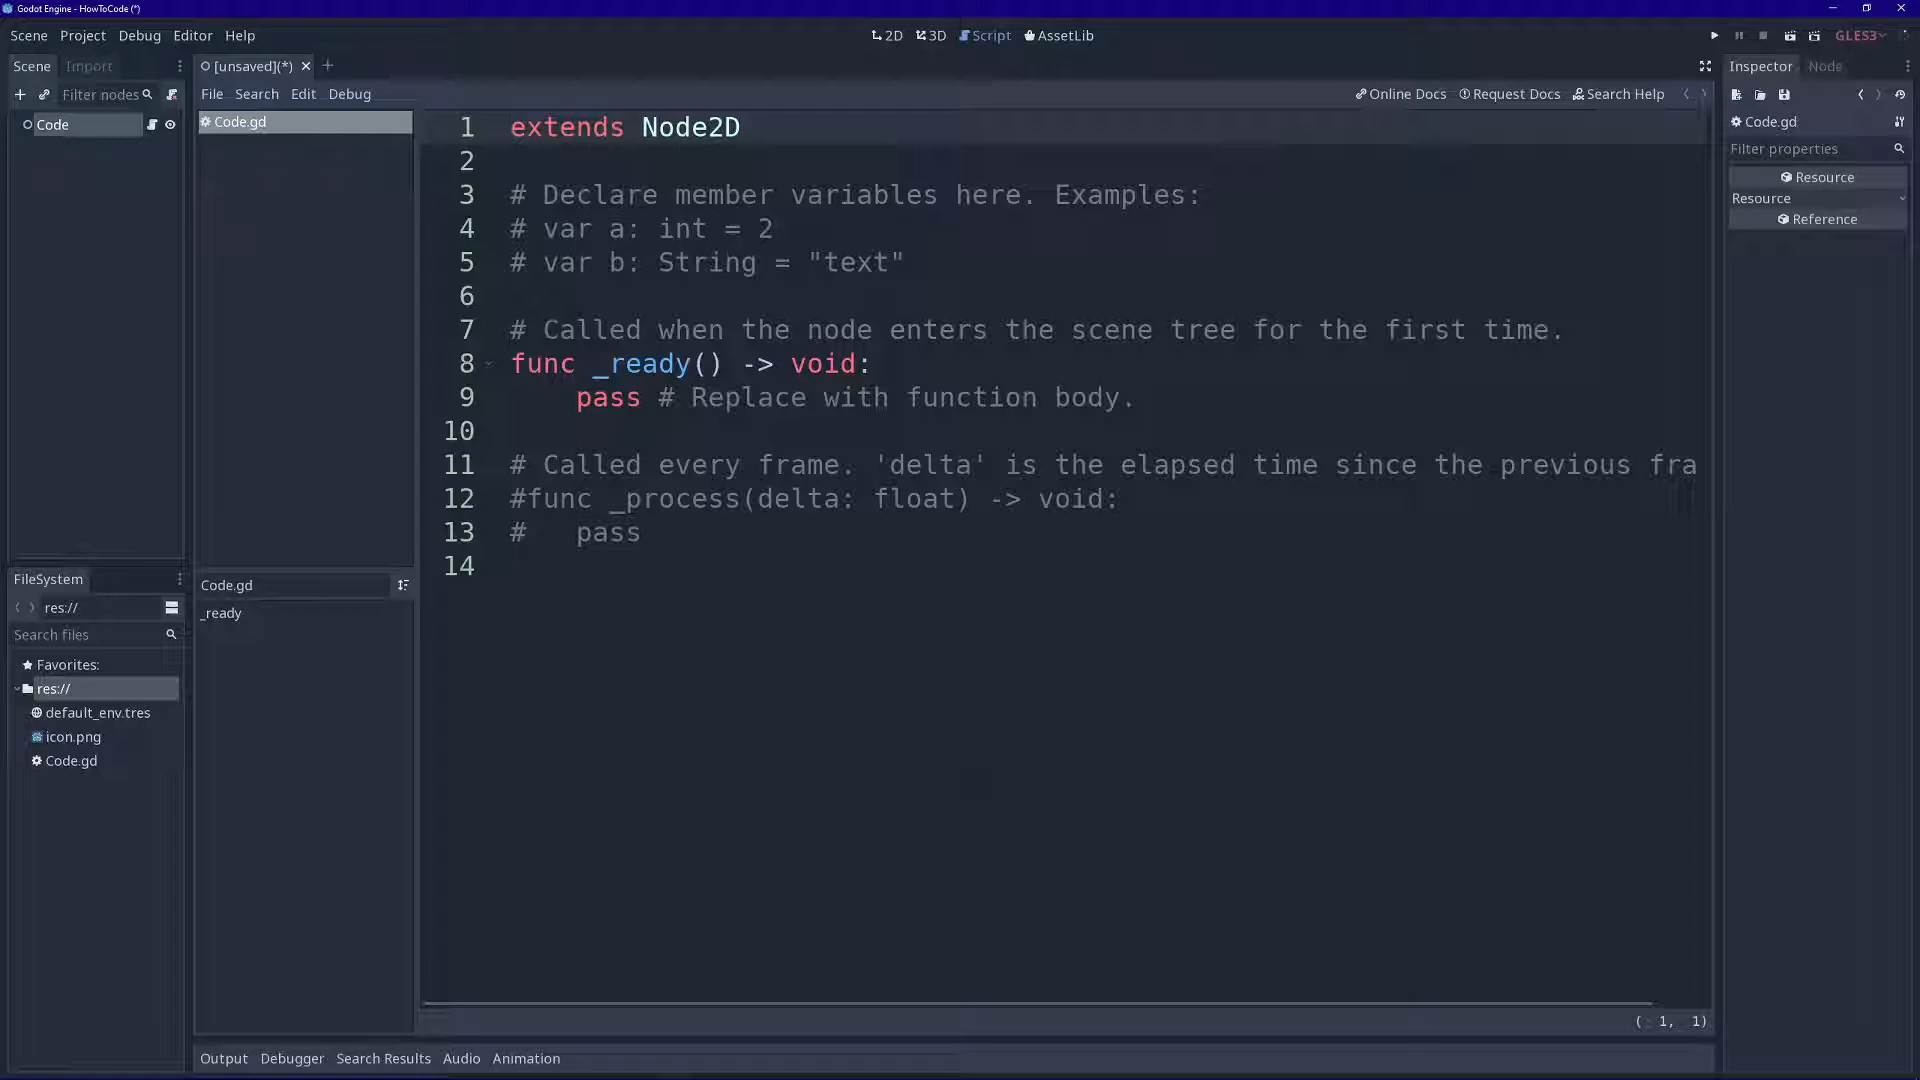 Godot Engine - HowToCode (*)
Scene Project Debug Editor Help
2D 3D Script AssetLib
GLES3
Scene Import
[unsaved](*)
Inspector Node
Filter nodes
File Search Edit Debug
Online Docs Request Docs Search Help
Code
Code.gd
Code.gd
Filter properties
Resource
Resource
Reference
1 extends Node2D
2
3 # Declare member variables here. Examples:
4 # var a: int = 2
5 # var b: String = "text"
6
7 # Called when the node enters the scene tree for the first time.
8 func _ready() -> void:
9 pass # Replace with function body.
10
11 # Called every frame. 'delta' is the elapsed time since the previous fra
12 #func _process(delta: float) -> void:
13 # pass
14
FileSystem
res://
Search files
Favorites:
res://
default_env.tres
icon.png
Code.gd
Code.gd
_ready
( 1, 1)
Output Debugger Search Results Audio Animation